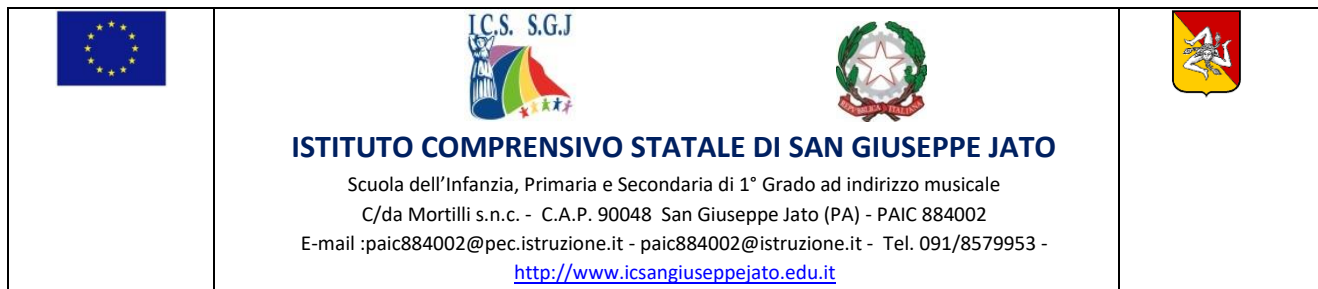 I.C.S. S.G.J
REPVBBLICA ITALIANA
ISTITUTO COMPRENSIVO STATALE DI SAN GIUSEPPE JATO
Scuola dell’Infanzia, Primaria e Secondaria di 1° Grado ad indirizzo musicale
C/da Mortilli s.n.c. - C.A.P. 90048 San Giuseppe Jato (PA) - PAIC 884002
E-mail :paic884002@pec.istruzione.it - paic884002@istruzione.it - Tel. 091/8579953 -
http://www.icsangiuseppejato.edu.it